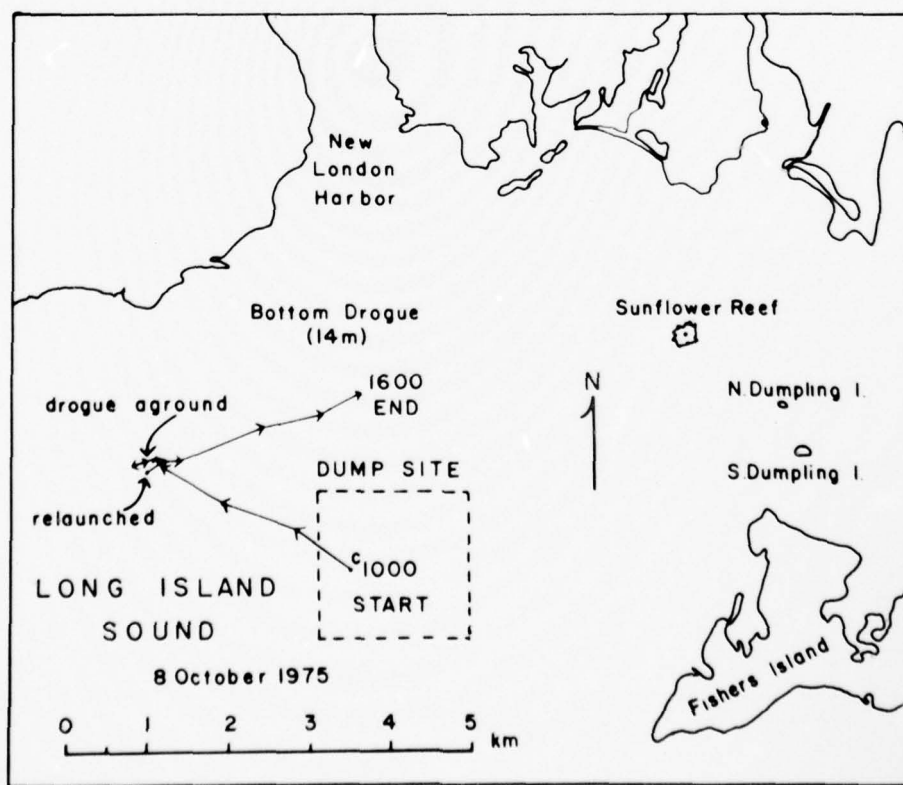 New
London
Harbor
Bottom Drogue
(14m)
Sunflower Reef
1600
END
N
N. Dumpling I.
drogue aground
DUMP SITE
S. Dumpling I.
relaunched
c 1000
START
LONG ISLAND
SOUND
Fishers Island
8 October 1975
0 1 2 3 4 5
km